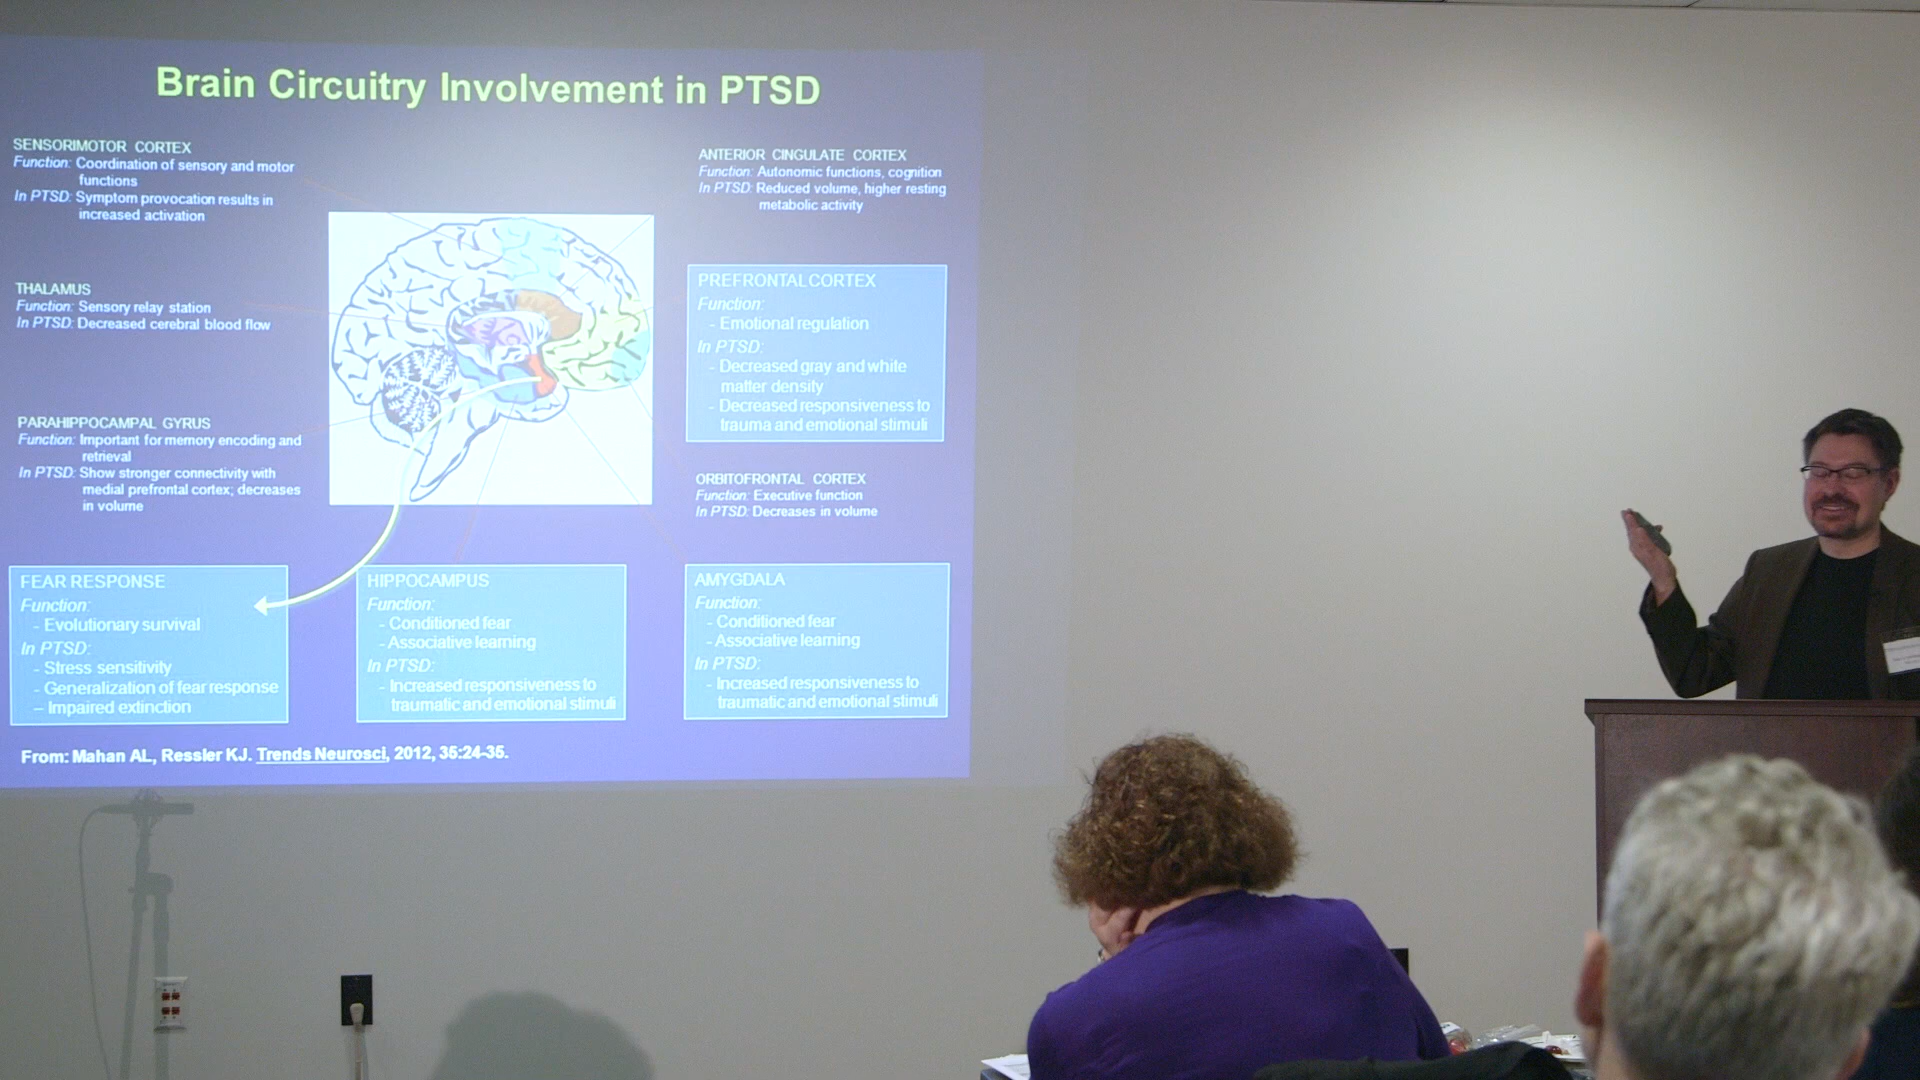 Brain Circuitry Involvement in PTSD
SENSORIMOTOR CORTEX
Function: Coordination of sensory and motor
functions
In PTSD: Symptom provocation results in
increased activation
THALAMUS
Function: Sensory relay station
In PTSD: Decreased cerebral blood flow
PARAHIPPOCAMPAL GYRUS
Function: Important for memory encoding and
retrieval
In PTSD: Show stronger connectivity with
medial prefrontal cortex; decreases
in volume
ANTERIOR CINGULATE CORTEX
Function: Autonomic functions, cognition
In PTSD: Reduced volume, higher resting
metabolic activity
PREFRONTAL CORTEX
Function:
- Emotional regulation
In PTSD:
- Decreased gray and white
matter density
- Decreased responsiveness to
trauma and emotional stimuli
ORBITOFRONTAL CORTEX
Function: Executive function
In PTSD: Decreases in volume
FEAR RESPONSE
Function:
- Evolutionary survival
In PTSD:
- Stress sensitivity
- Generalization of fear response
– Impaired extinction
HIPPOCAMPUS
Function:
- Conditioned fear
- Associative learning
In PTSD:
- Increased responsiveness to
traumatic and emotional stimuli
AMYGDALA
Function:
- Conditioned fear
- Associative learning
In PTSD:
- Increased responsiveness to
traumatic and emotional stimuli
From: Mahan AL, Ressler KJ. Trends Neurosci, 2012, 35:24-35.